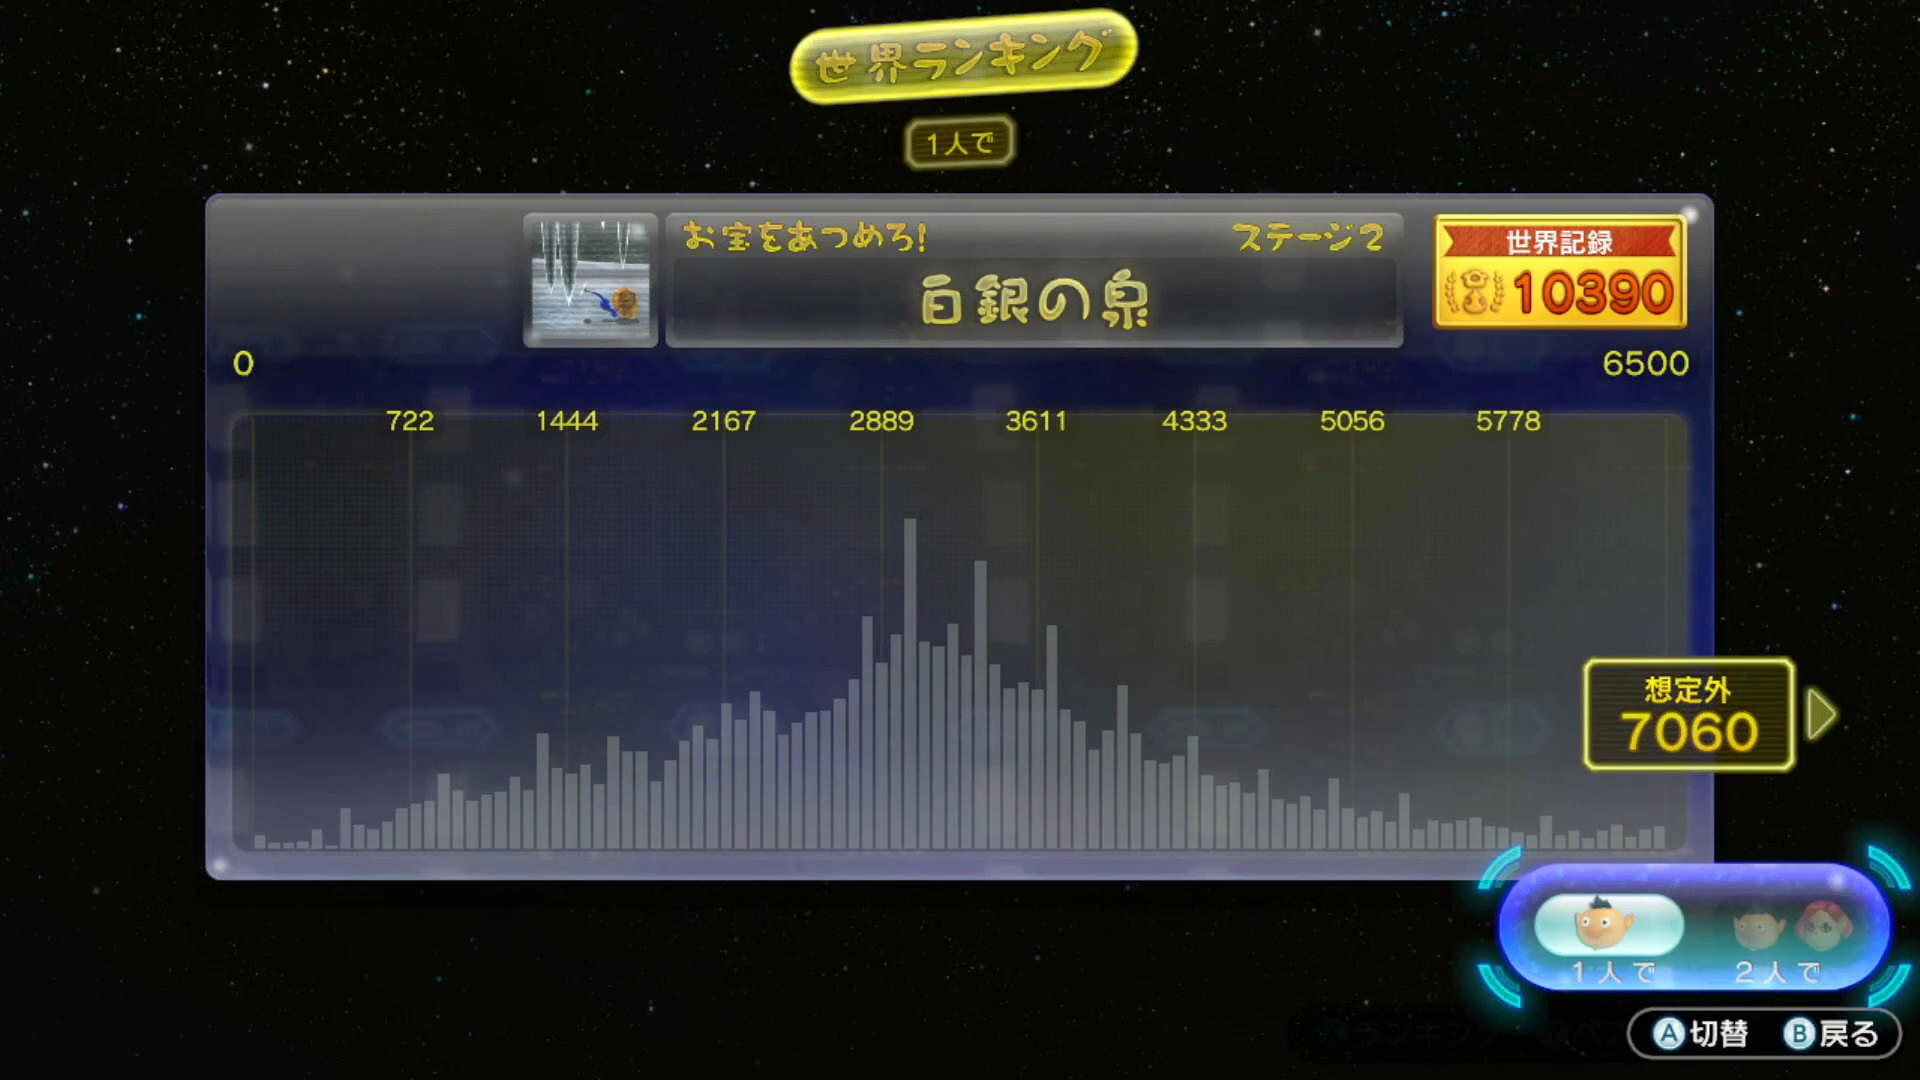 世界ランキング
1人で
お宝をあつめろ! ステージ2
白銀の泉
世界記録
10390
0 6500
722 1444 2167 2889 3611 4333 5056 5778
想定外
7060
1人で 2人で
A切替 B戻る